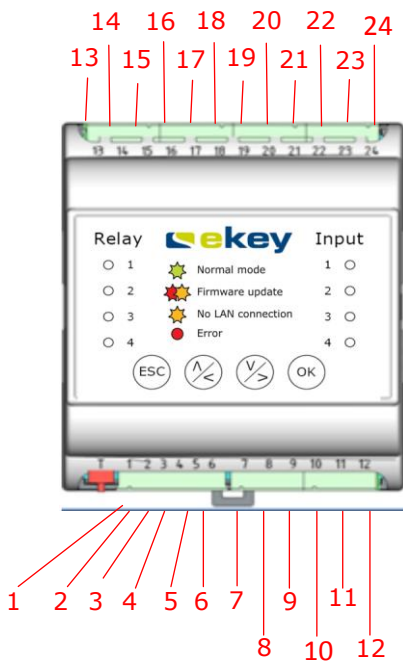 14 16 18 20 22 24
13 15 17 19 21 23
13 14 15 16 17 18 19 20 21 22 23 24
Relay ekey Input
1 Normal mode 1
2 Firmware update 2
3 No LAN connection 3
4 Error 4
ESC ^/< v/> OK
T 1 2 3 4 5 6 7 8 9 10 11 12
1 2 3 4 5 6 7 9 11
8 10 12